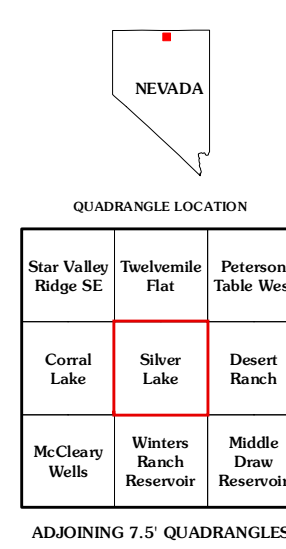 NEVADA
QUADRANGLE LOCATION
Star Valley
Ridge SE
Twelvemile
Flat
Peterson
Table Wes
Corral
Lake
Silver
Lake
Desert
Ranch
McCleary
Wells
Winters
Ranch
Reservoir
Middle
Draw
Reservoir
ADJOINING 7.5' QUADRANGLES